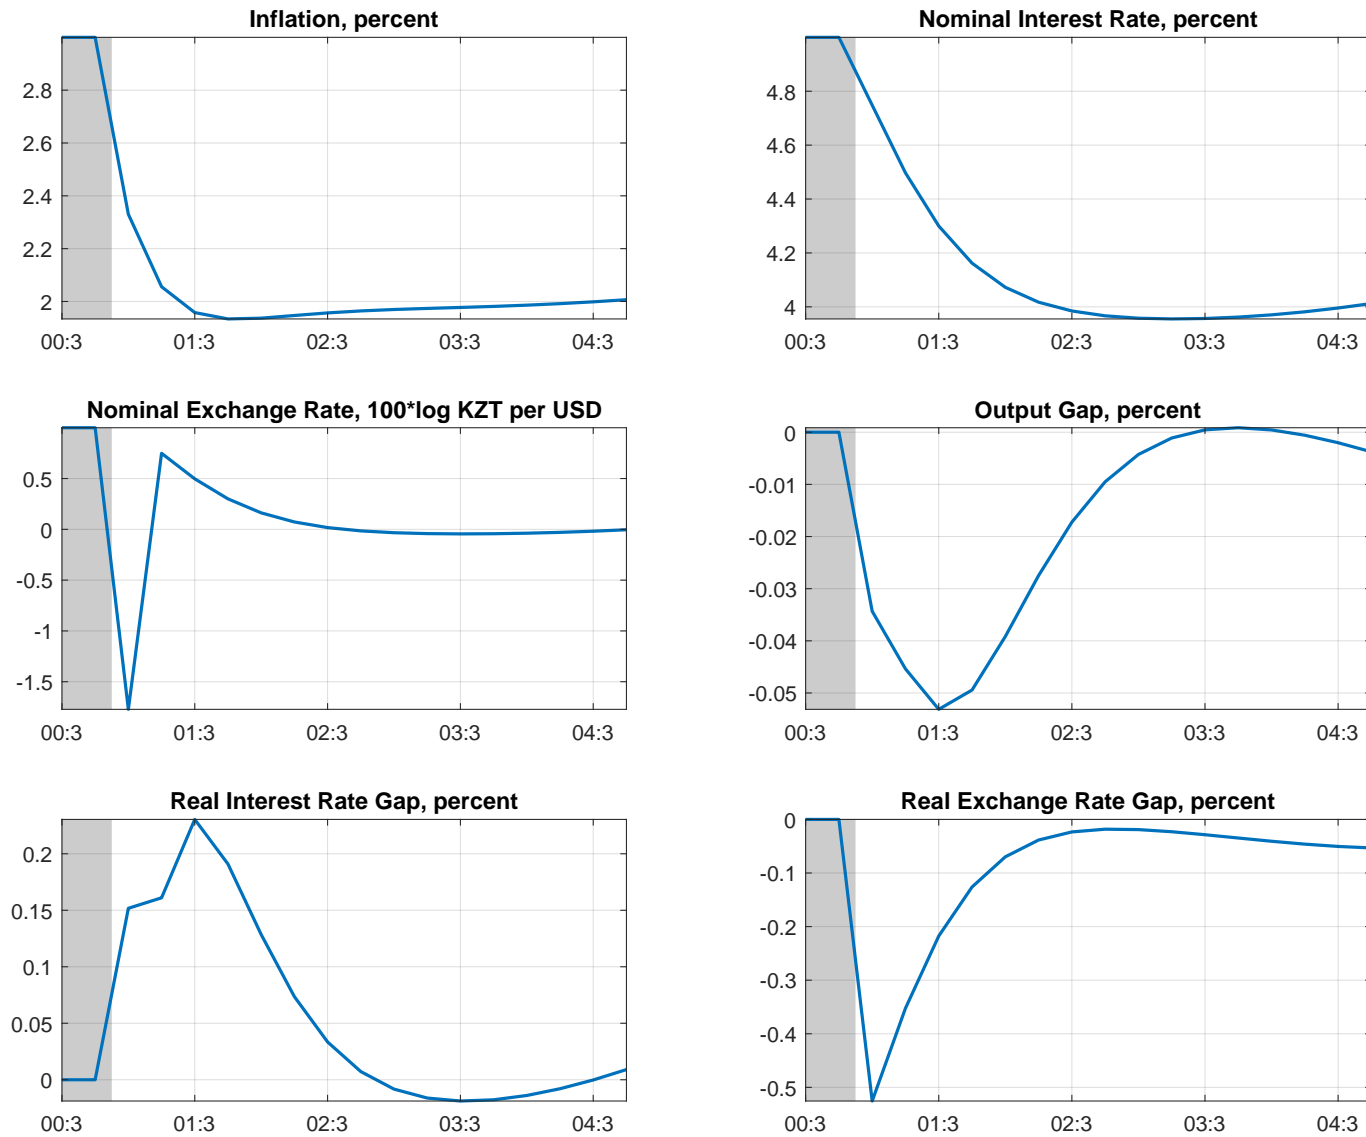 Inflation, percent
2.8
2.6
2.4
2.2
2
00:3 01:3 02:3 03:3 04:3
Nominal Interest Rate, percent
4.8
4.6
4.4
4.2
4
00:3 01:3 02:3 03:3 04:3
Nominal Exchange Rate, 100*log KZT per USD
0.5
0
-0.5
-1
-1.5
00:3 01:3 02:3 03:3 04:3
Output Gap, percent
0
-0.01
-0.02
-0.03
-0.04
-0.05
00:3 01:3 02:3 03:3 04:3
Real Interest Rate Gap, percent
0.2
0.15
0.1
0.05
0
00:3 01:3 02:3 03:3 04:3
Real Exchange Rate Gap, percent
0
-0.1
-0.2
-0.3
-0.4
-0.5
00:3 01:3 02:3 03:3 04:3